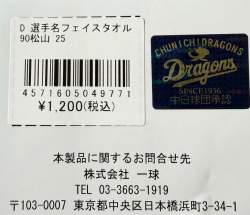 D 選手名フェイスタオル
90松山 25
4571605049771
¥1,200(税込)
CHUNICHI DRAGONS
Dragons
SINCE 1936
中日球団承認
本製品に関するお問合せ先
株式会社 一球
TEL 03-3663-1919
〒103-0007 東京都中央区日本橋浜町3-34-1